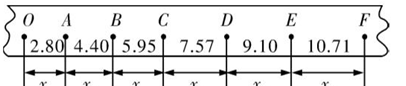 O A B C D E F
2.80 4.40 5.95 7.57 9.10 10.71
x x x x x x